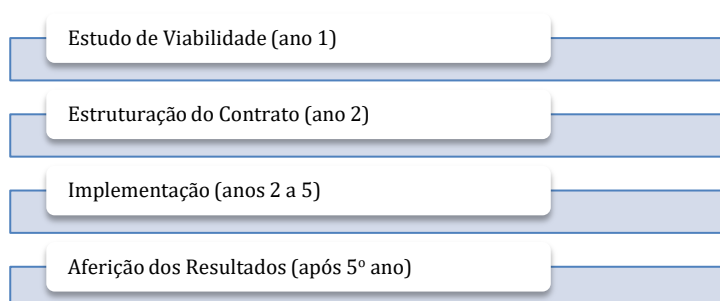 Estudo de Viabilidade (ano 1)
Estruturação do Contrato (ano 2)
Implementação (anos 2 a 5)
Aferição dos Resultados (após 5º ano)